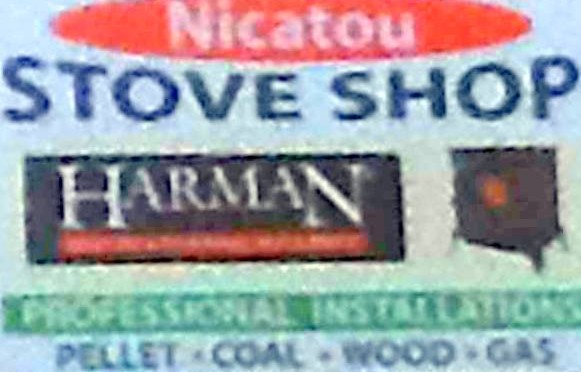 Nicatou
STOVE SHOP
HARMAN
PROFESSIONAL INSTALLATIONS
PELLET - COAL - WOOD - GAS